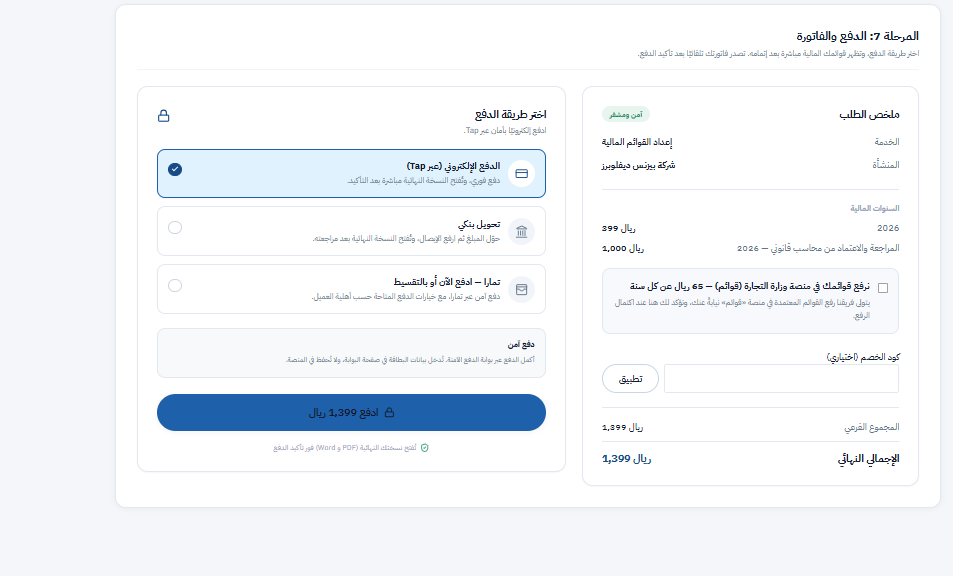 المرحلة 7: الدفع والفاتورة
اختر طريقة الدفع، وتظهر قوائمك المالية مباشرة بعد إتمامه. تصدر فاتورتك تلقائيًا بعد تأكيد الدفع.
ملخص الطلب
آمن ومشفر
الخدمة
إعداد القوائم المالية
المنشأة
شركة بيزنس ديفلوبرز
السنوات المالية
2026
399 ريال
المراجعة والاعتماد من محاسب قانوني — 2026
1,000 ريال
نرفع قوائمك في منصة وزارة التجارة (قوائم) — 65 ريال عن كل سنة
يتولى فريقنا رفع القوائم المعتمدة في منصة «قوائم» نيابةً عنك، ونؤكد لك هنا عند اكتمال
الرفع.
كود الخصم (اختياري)
تطبيق
المجموع الفرعي
1,399 ريال
الإجمالي النهائي
1,399 ريال
اختر طريقة الدفع
ادفع إلكترونيًا بأمان عبر Tap.
الدفع الإلكتروني (عبر Tap)
دفع فوري، وتُفتح النسخة النهائية مباشرة بعد التأكيد.
تحويل بنكي
حوّل المبلغ ثم ارفع الإيصال، وتُفتح النسخة النهائية بعد مراجعته.
تمارا — ادفع الآن أو بالتقسيط
دفع آمن عبر تمارا، مع خيارات الدفع المتاحة حسب أهلية العميل.
دفع آمن
أكمل الدفع عبر بوابة الدفع الآمنة. تُدخل بيانات البطاقة في صفحة البوابة، ولا تُحفظ في المنصة.
ادفع 1,399 ريال
تُفتح نسختك النهائية (PDF و Word) فور تأكيد الدفع